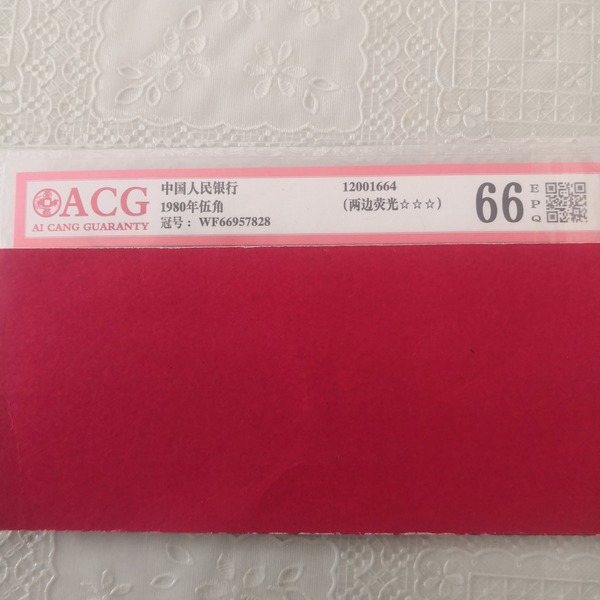 ACG
AI CANG GUARANTY
中国人民银行
1980年伍角
冠号： WF66957828
12001664
（两边荧光☆☆☆）
66
EPQ